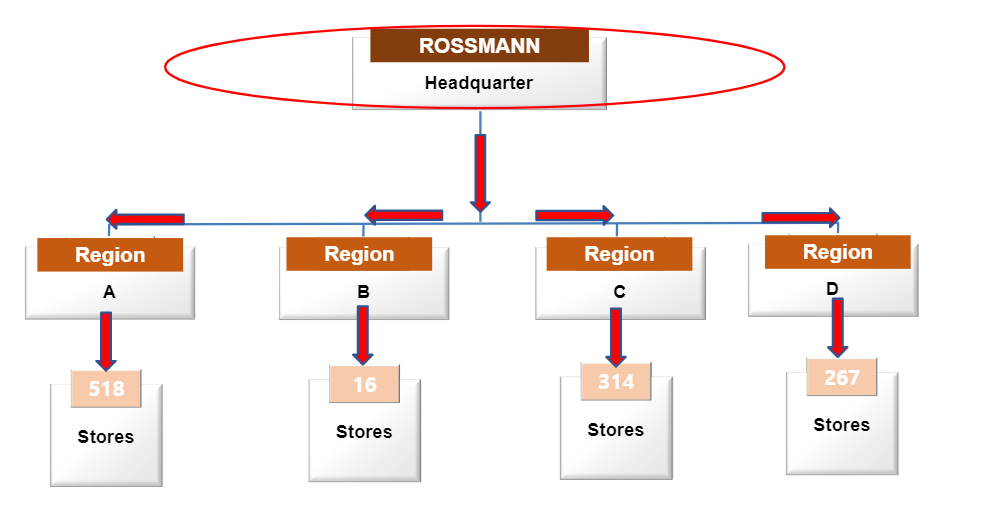 ROSSMANN
Headquarter
Region
A
Region
B
Region
C
Region
D
518
Stores
16
Stores
314
Stores
267
Stores